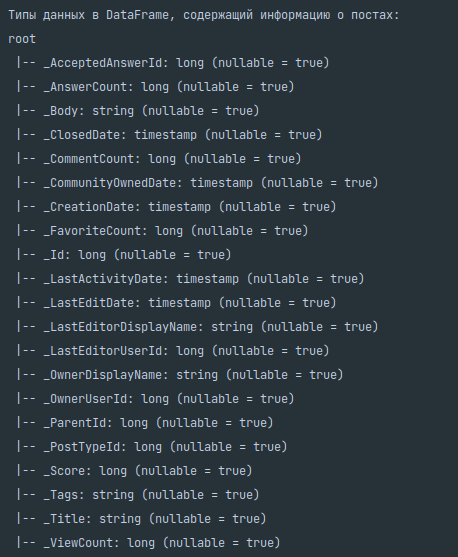 Типы данных в DataFrame, содержащий информацию о постах:
root
 |-- _AcceptedAnswerId: long (nullable = true)
 |-- _AnswerCount: long (nullable = true)
 |-- _Body: string (nullable = true)
 |-- _ClosedDate: timestamp (nullable = true)
 |-- _CommentCount: long (nullable = true)
 |-- _CommunityOwnedDate: timestamp (nullable = true)
 |-- _CreationDate: timestamp (nullable = true)
 |-- _FavoriteCount: long (nullable = true)
 |-- _Id: long (nullable = true)
 |-- _LastActivityDate: timestamp (nullable = true)
 |-- _LastEditDate: timestamp (nullable = true)
 |-- _LastEditorDisplayName: string (nullable = true)
 |-- _LastEditorUserId: long (nullable = true)
 |-- _OwnerDisplayName: string (nullable = true)
 |-- _OwnerUserId: long (nullable = true)
 |-- _ParentId: long (nullable = true)
 |-- _PostTypeId: long (nullable = true)
 |-- _Score: long (nullable = true)
 |-- _Tags: string (nullable = true)
 |-- _Title: string (nullable = true)
 |-- _ViewCount: long (nullable = true)